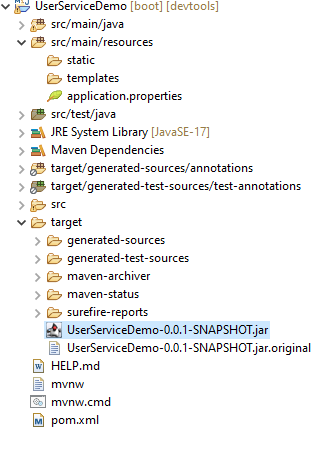 UserServiceDemo [boot] [devtools]
src/main/java
src/main/resources
static
templates
application.properties
src/test/java
JRE System Library [JavaSE-17]
Maven Dependencies
target/generated-sources/annotations
target/generated-test-sources/test-annotations
src
target
generated-sources
generated-test-sources
maven-archiver
maven-status
surefire-reports
UserServiceDemo-0.0.1-SNAPSHOT.jar
UserServiceDemo-0.0.1-SNAPSHOT.jar.original
HELP.md
mvnw
mvnw.cmd
pom.xml